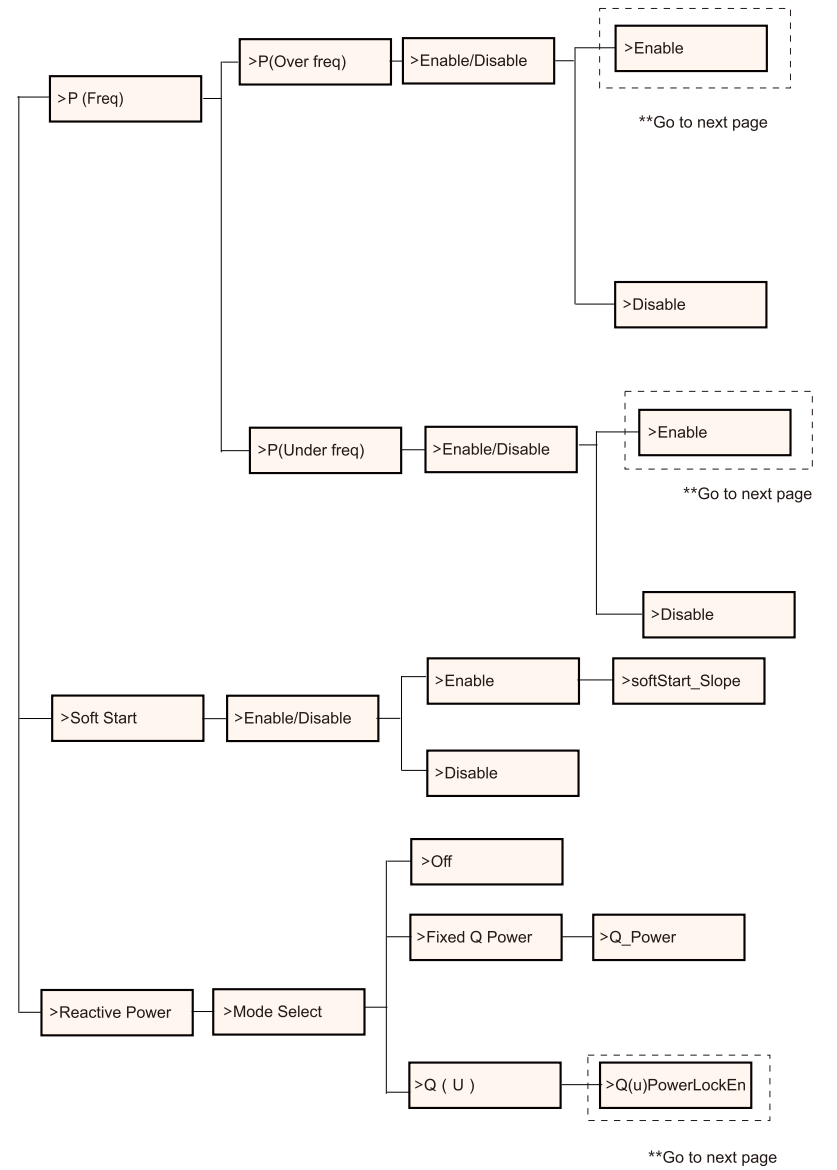 >P (Freq)
>P(Over freq)
>Enable/Disable
>Enable
**Go to next page
>Disable
>P(Under freq)
>Enable/Disable
>Enable
**Go to next page
>Disable
>Soft Start
>Enable/Disable
>Enable
>softStart_Slope
>Disable
>Reactive Power
>Mode Select
>Off
>Fixed Q Power
>Q_Power
>Q ( U )
>Q(u)PowerLockEn
**Go to next page